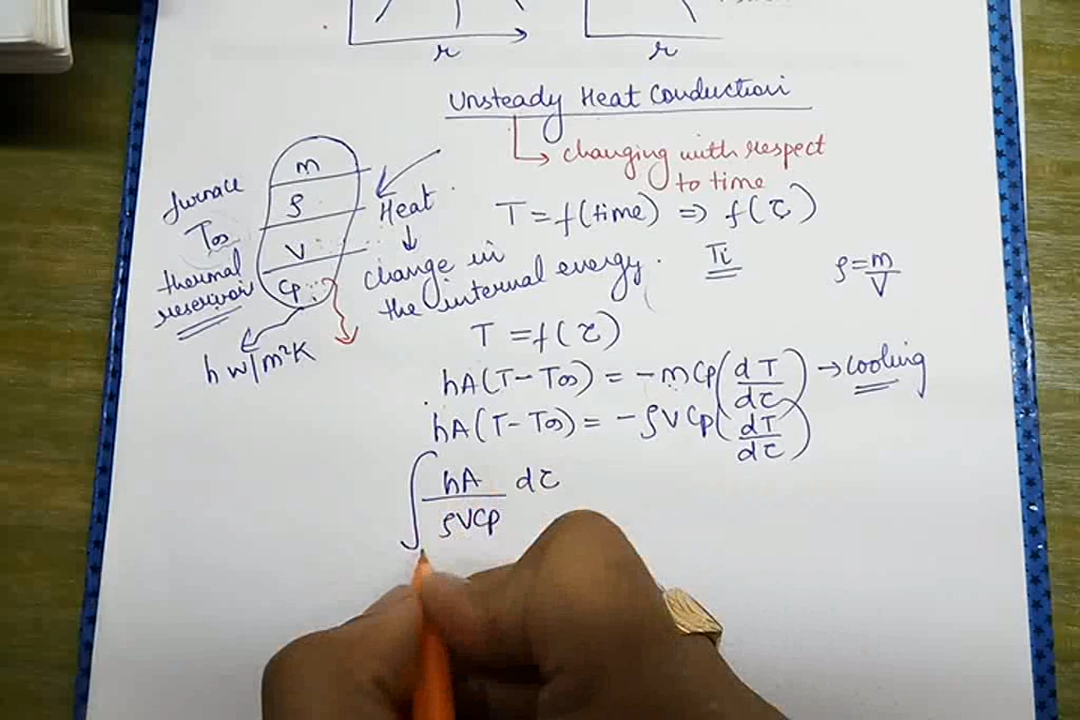 r
r
Unsteady Heat Conduction
changing with respect
to time
m
ρ
V
Cp
furnace
T∞
thermal
reservoir
h W/m²K
Heat
↓
change in
the internal energy.
T = f(time) ⇒ f(τ)
Ti
ρ = m/V
T = f(τ)
hA(T-T∞) = -mCp(dT/dτ) → cooling
hA(T-T∞) = -ρVCp(dT/dτ)
∫ hA/ρVCp dτ